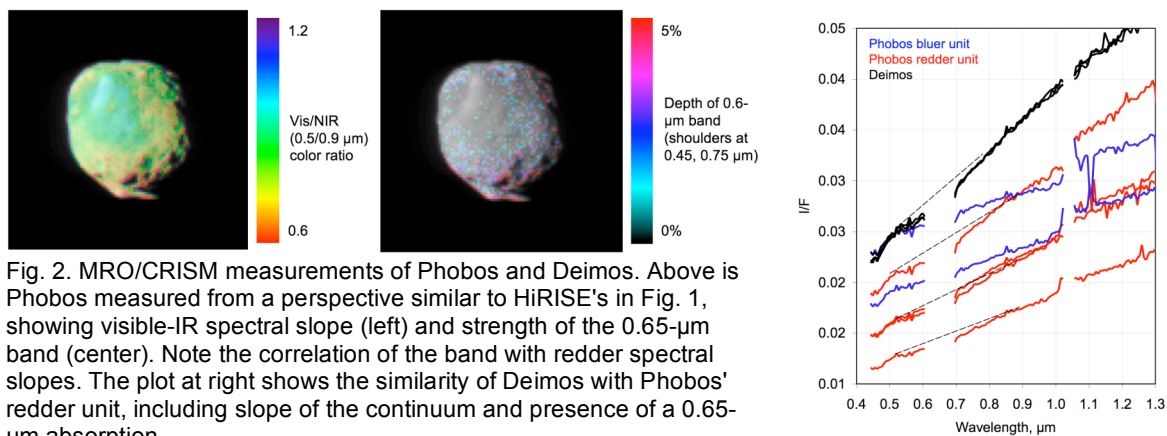 1.2
Vis/NIR
(0.5/0.9 µm)
color ratio
0.6
5%
Depth of 0.6-
µm band
(shoulders at
0.45, 0.75 µm)
0%
Fig. 2. MRO/CRISM measurements of Phobos and Deimos. Above is
Phobos measured from a perspective similar to HiRISE's in Fig. 1,
showing visible-IR spectral slope (left) and strength of the 0.65-µm
band (center). Note the correlation of the band with redder spectral
slopes. The plot at right shows the similarity of Deimos with Phobos'
redder unit, including slope of the continuum and presence of a 0.65-
µm absorption
Phobos bluer unit
Phobos redder unit
Deimos
0.05
0.04
0.04
0.03
0.03
0.02
0.02
0.01
I/F
0.4 0.5 0.6 0.7 0.8 0.9 1.0 1.1 1.2 1.3
Wavelength, µm